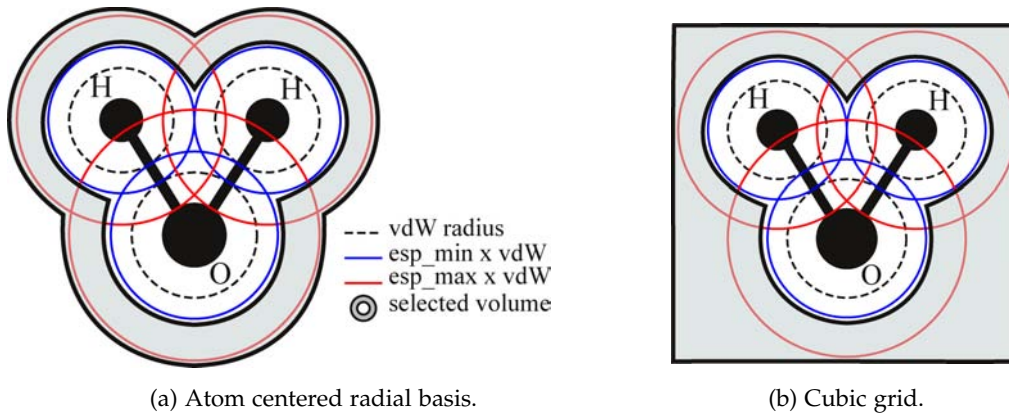 H
H
O
vdW radius
esp_min x vdW
esp_max x vdW
selected volume
(a) Atom centered radial basis.
H
H
O
(b) Cubic grid.